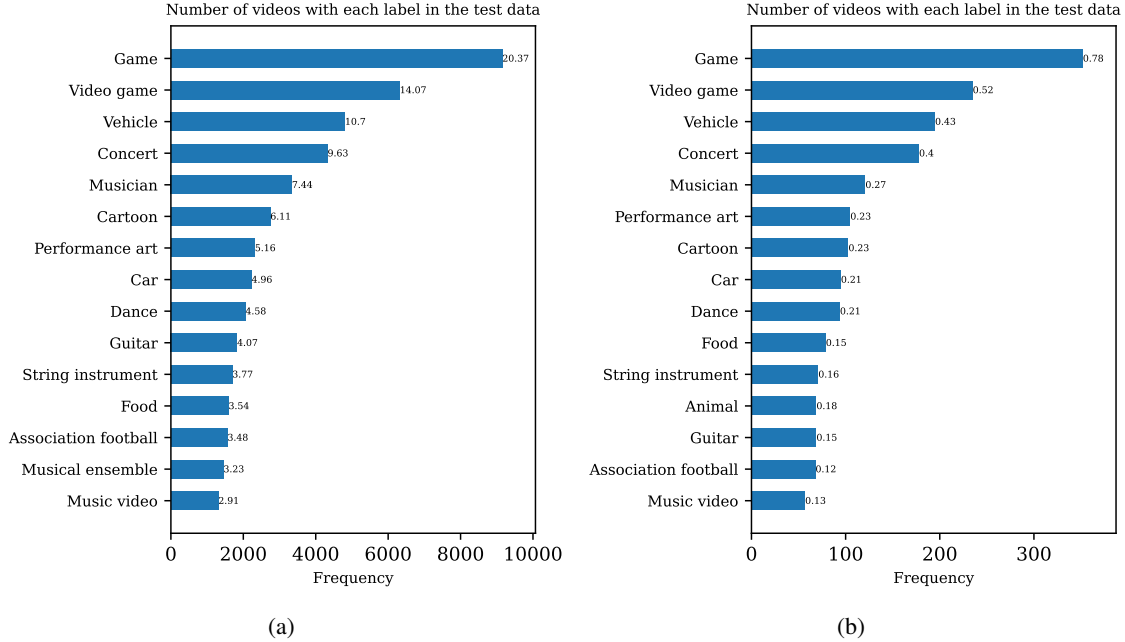 Number of videos with each label in the test data
Game 20.37
Video game 14.07
Vehicle 10.7
Concert 9.63
Musician 7.44
Cartoon 6.11
Performance art 5.16
Car 4.96
Dance 4.58
Guitar 4.07
String instrument 3.77
Food 3.54
Association football 3.48
Musical ensemble 3.23
Music video 2.91
0 2000 4000 6000 8000 10000
Frequency
(a)
Number of videos with each label in the test data
Game 0.78
Video game 0.52
Vehicle 0.43
Concert 0.4
Musician 0.27
Performance art 0.23
Cartoon 0.23
Car 0.21
Dance 0.21
Food 0.15
String instrument 0.16
Animal 0.18
Guitar 0.15
Association football 0.12
Music video 0.13
0 100 200 300
Frequency
(b)